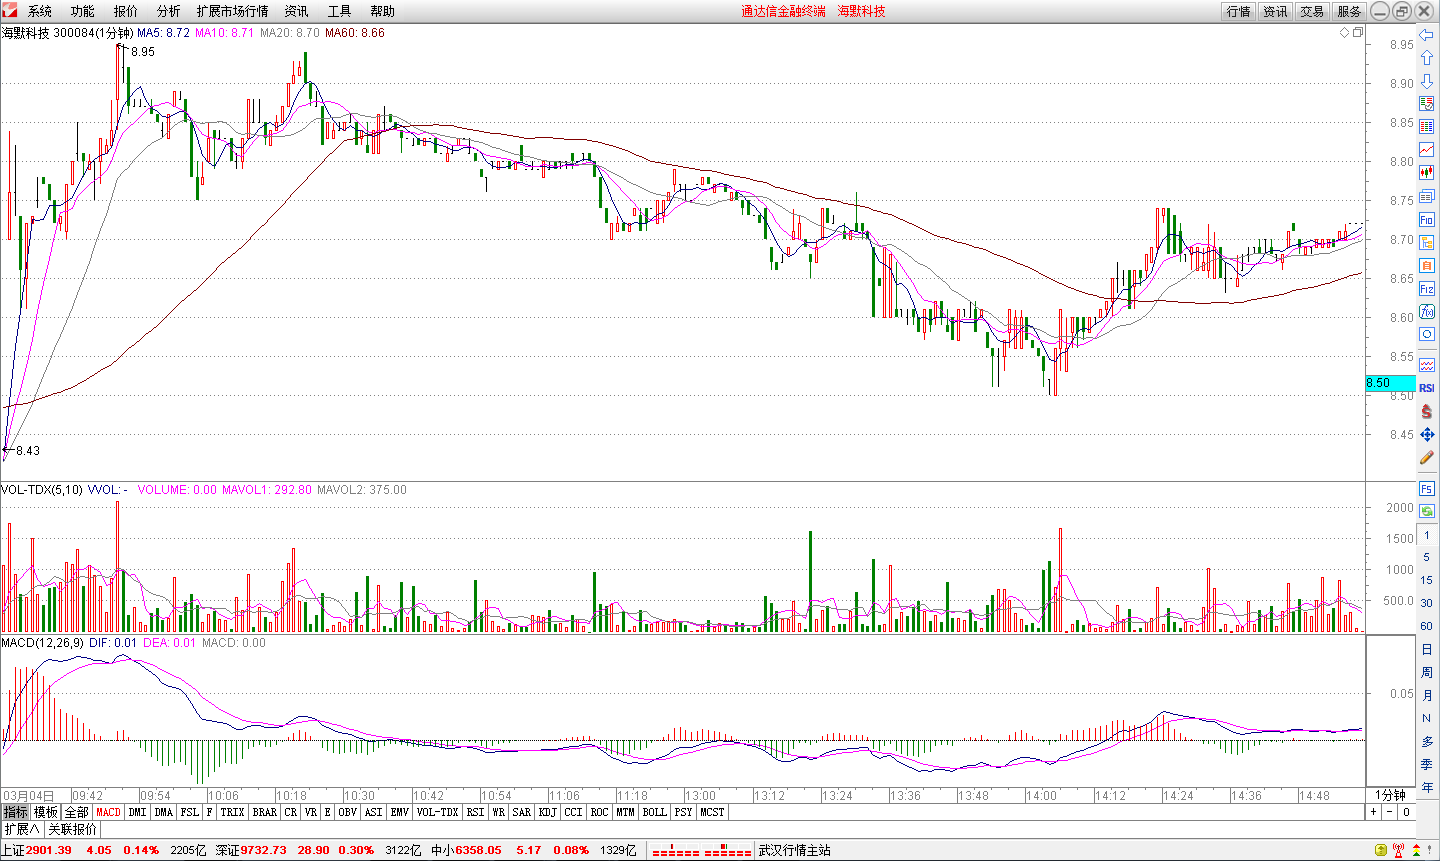 系统 功能 报价 分析 扩展市场行情 资讯 工具 帮助 通达信金融终端 海默科技 行情 资讯 交易 服务
海默科技 300084(1分钟) MA5: 8.72 MA10: 8.71 MA20: 8.70 MA60: 8.66
8.95
8.95
8.90
8.85
8.80
8.75
8.70
8.65
8.60
8.55
8.50
8.50
8.45
8.43
VOL-TDX(5,10) VVOL: - VOLUME: 0.00 MAVOL1: 292.80 MAVOL2: 375.00
2000
1500
1000
500.0
MACD(12,26,9) DIF: 0.01 DEA: 0.01 MACD: 0.00
0.05
F10
自
F12
f(x)
RSI
$
F5
1
5
15
30
60
日
周
月
N
多
季
年
03月04日 09:42 09:54 10:06 10:18 10:30 10:42 10:54 11:06 11:18 13:00 13:12 13:24 13:36 13:48 14:00 14:12 14:24 14:36 14:48 1分钟
指标 模板 全部 MACD DMI DMA FSL F TRIX BRAR CR VR E OBV ASI EMV VOL-TDX RSI WR SAR KDJ CCI ROC MTM BOLL PSY MCST + - 0
扩展∧ 关联报价
上证2901.39 4.05 0.14% 2205亿 深证9732.73 28.90 0.30% 3122亿 中小6358.05 5.17 0.08% 1329亿 武汉行情主站